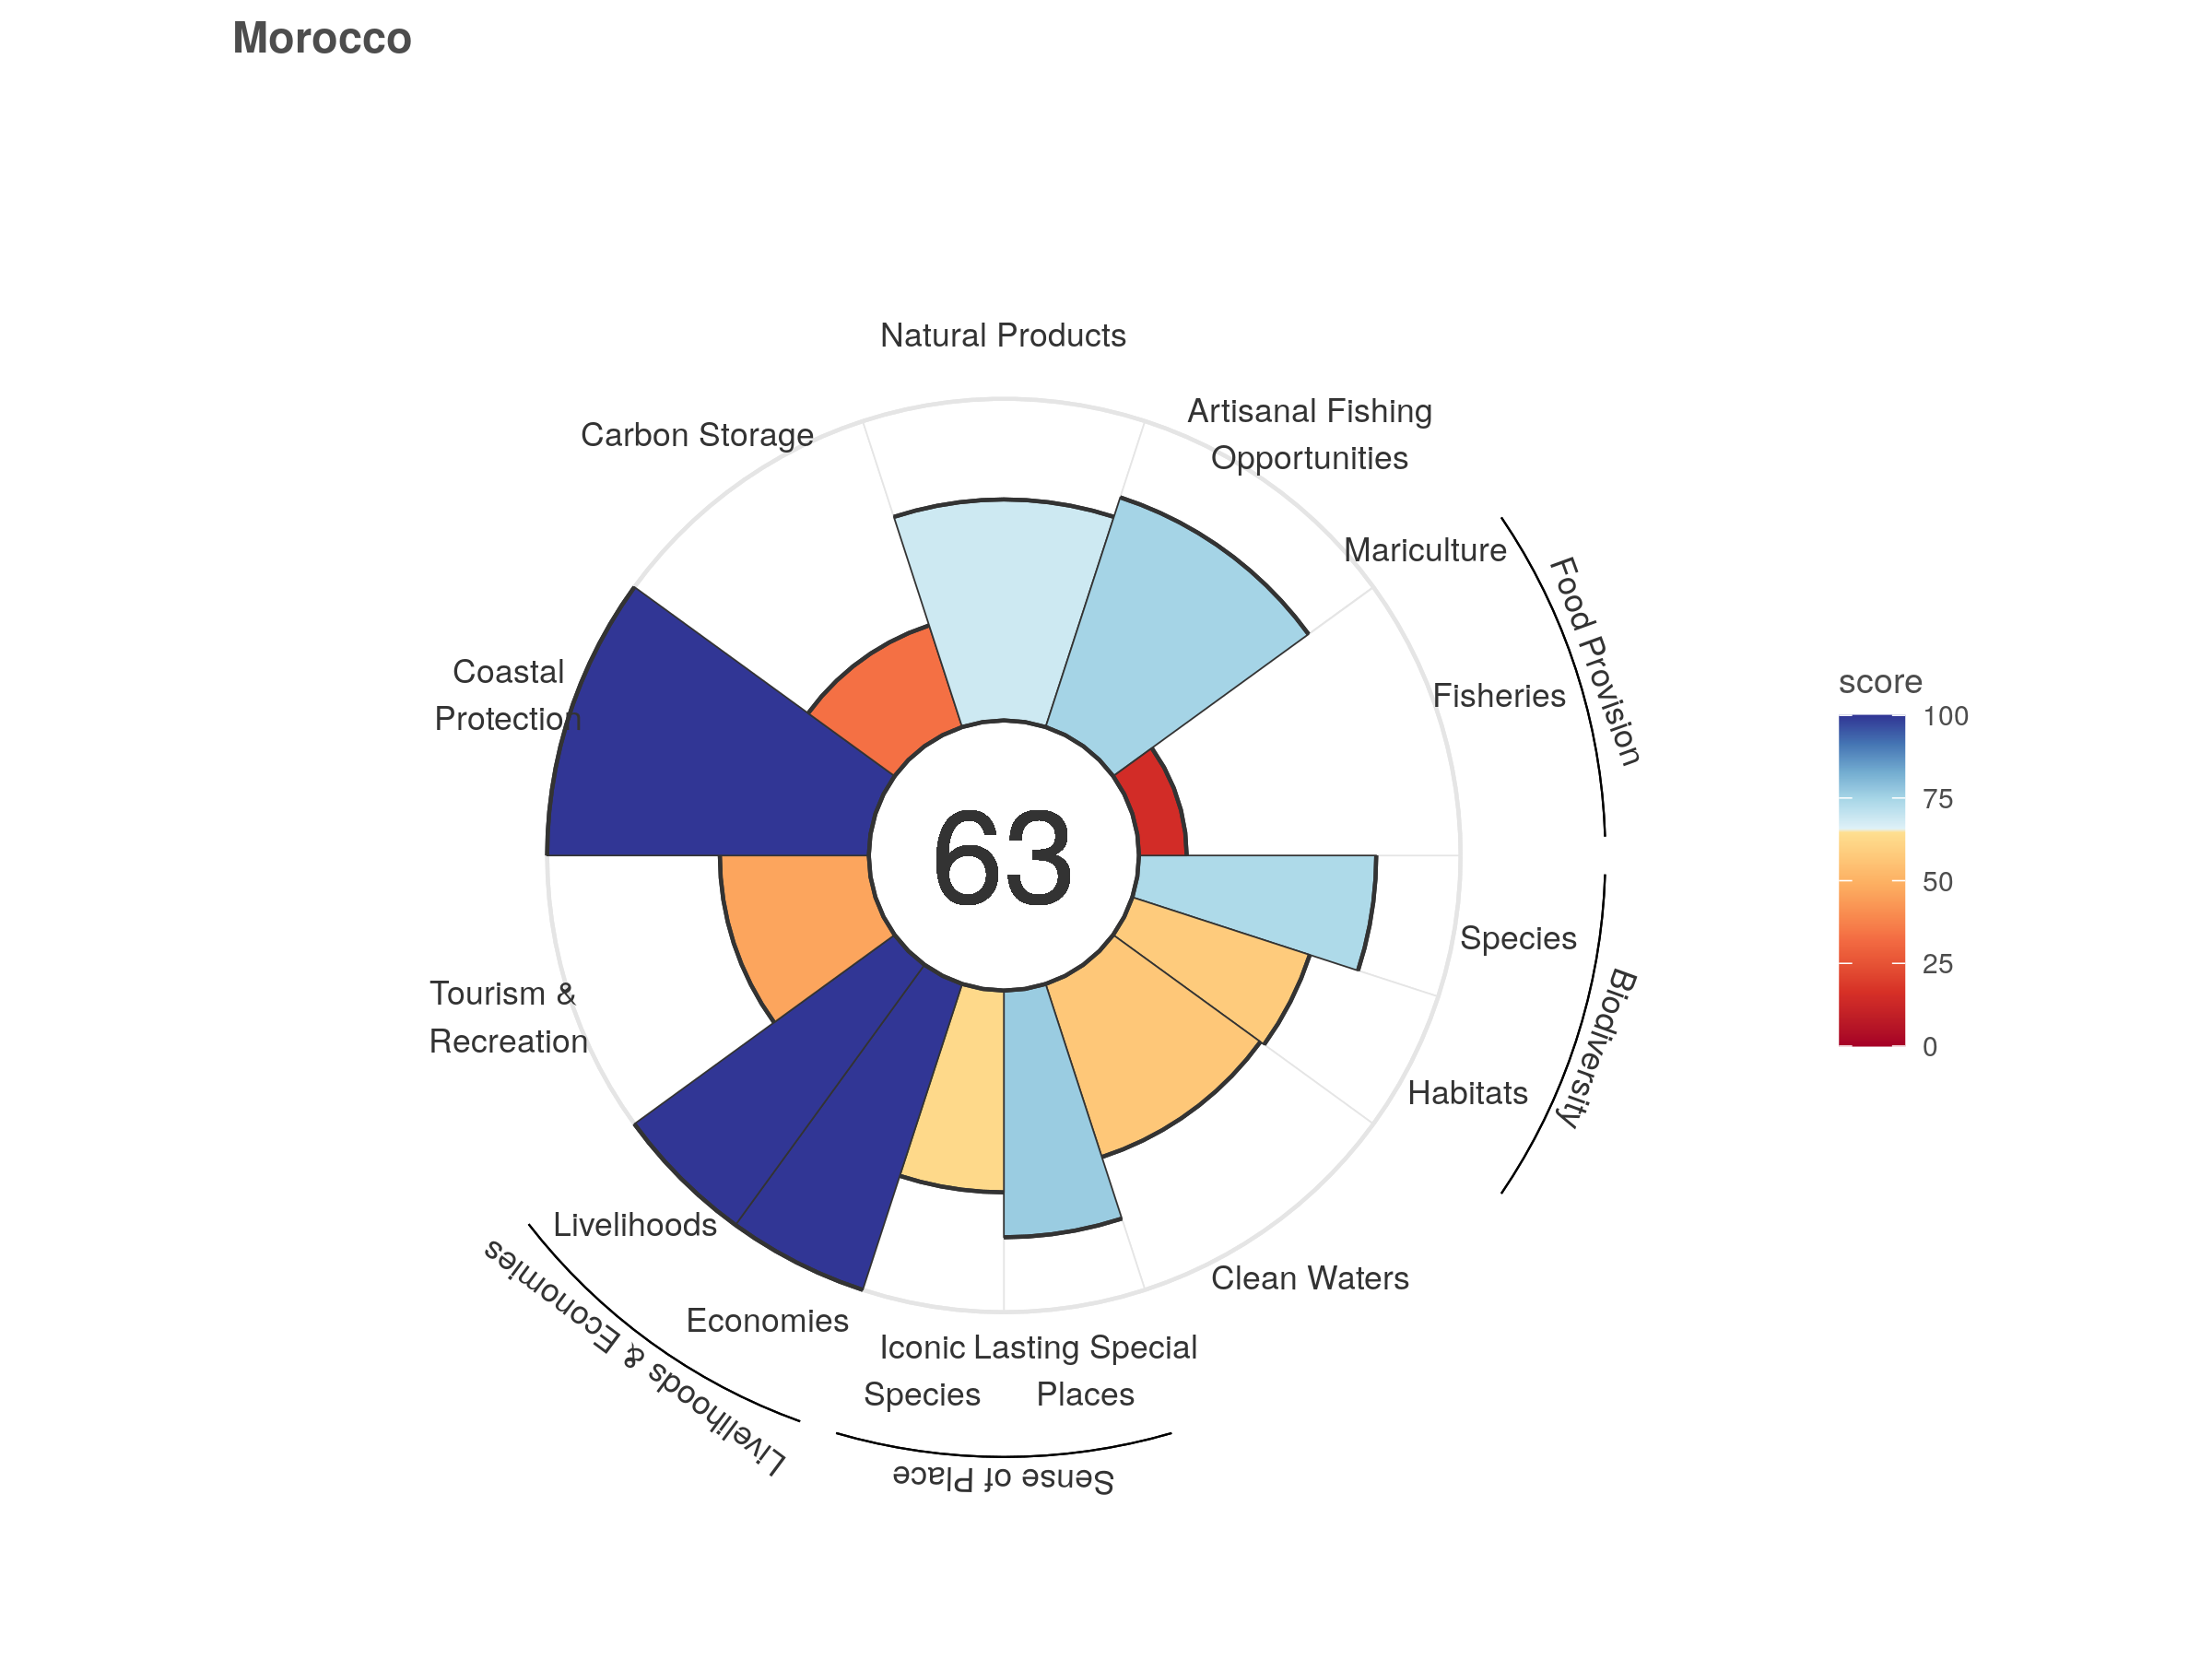 Morocco
Natural Products
Artisanal Fishing
Opportunities
Carbon Storage
Mariculture
Food Provision
Fisheries
Coastal
Protection
score
100
75
50
25
0
63
Species
Biodiversity
Habitats
Tourism &
Recreation
Livelihoods
Livelihoods & Economies
Economies
Clean Waters
Iconic
Species
Lasting Special
Places
Sense of Place